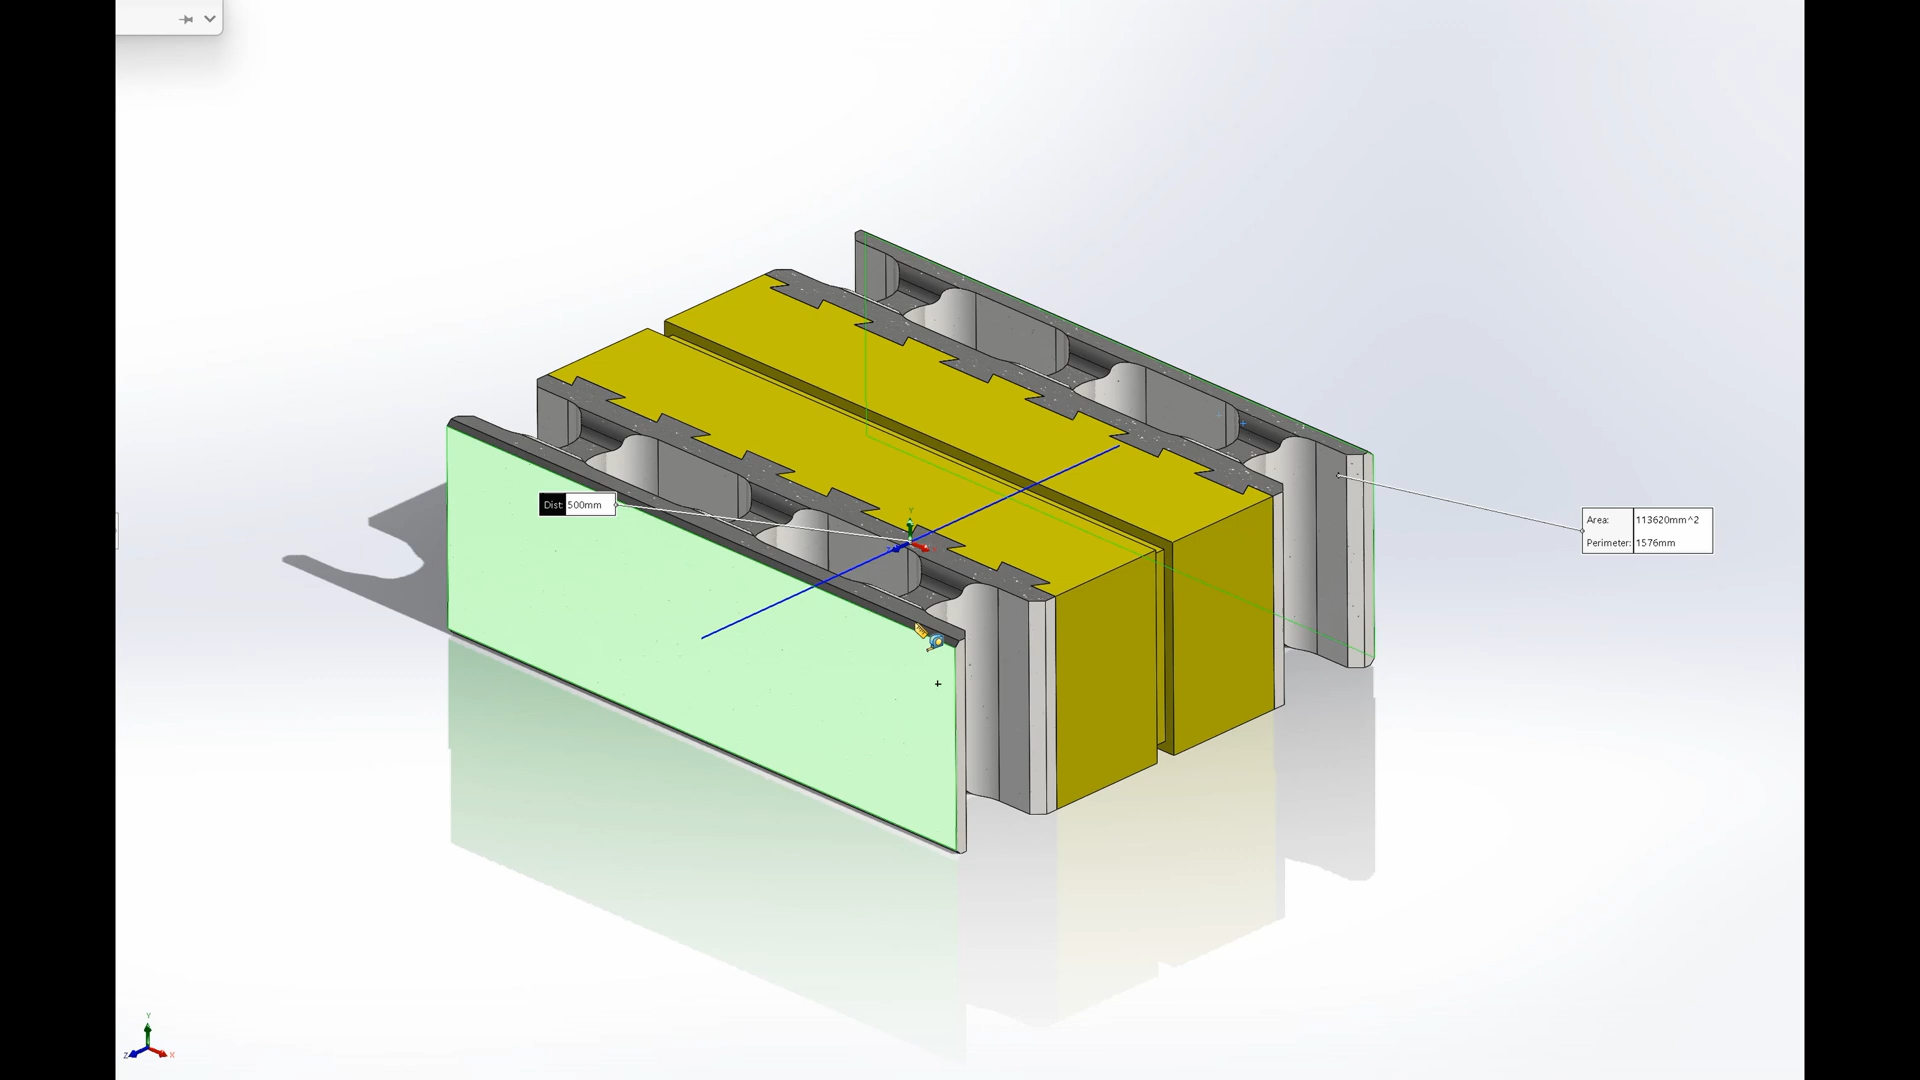 Dist: 500mm
Area: 113620mm^2
Perimeter: 1576mm
Y
Y
Z X